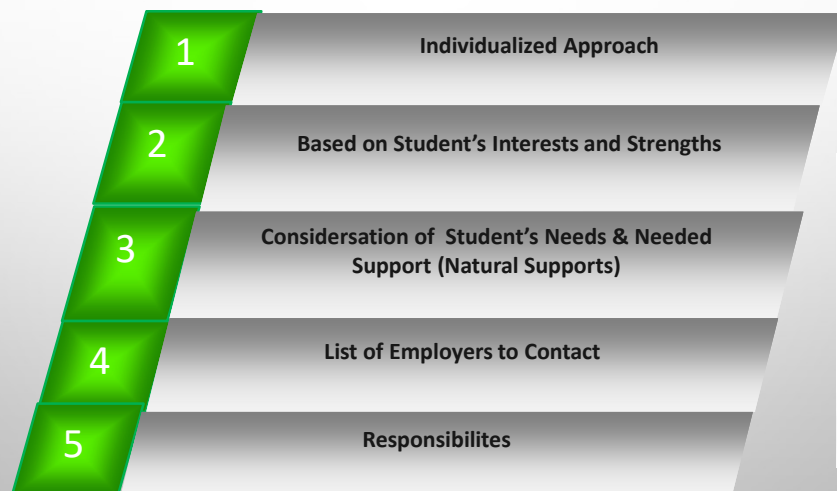 1 Individualized Approach
2 Based on Student’s Interests and Strengths
3 Considersation of Student’s Needs & Needed
Support (Natural Supports)
4 List of Employers to Contact
5 Responsibilites